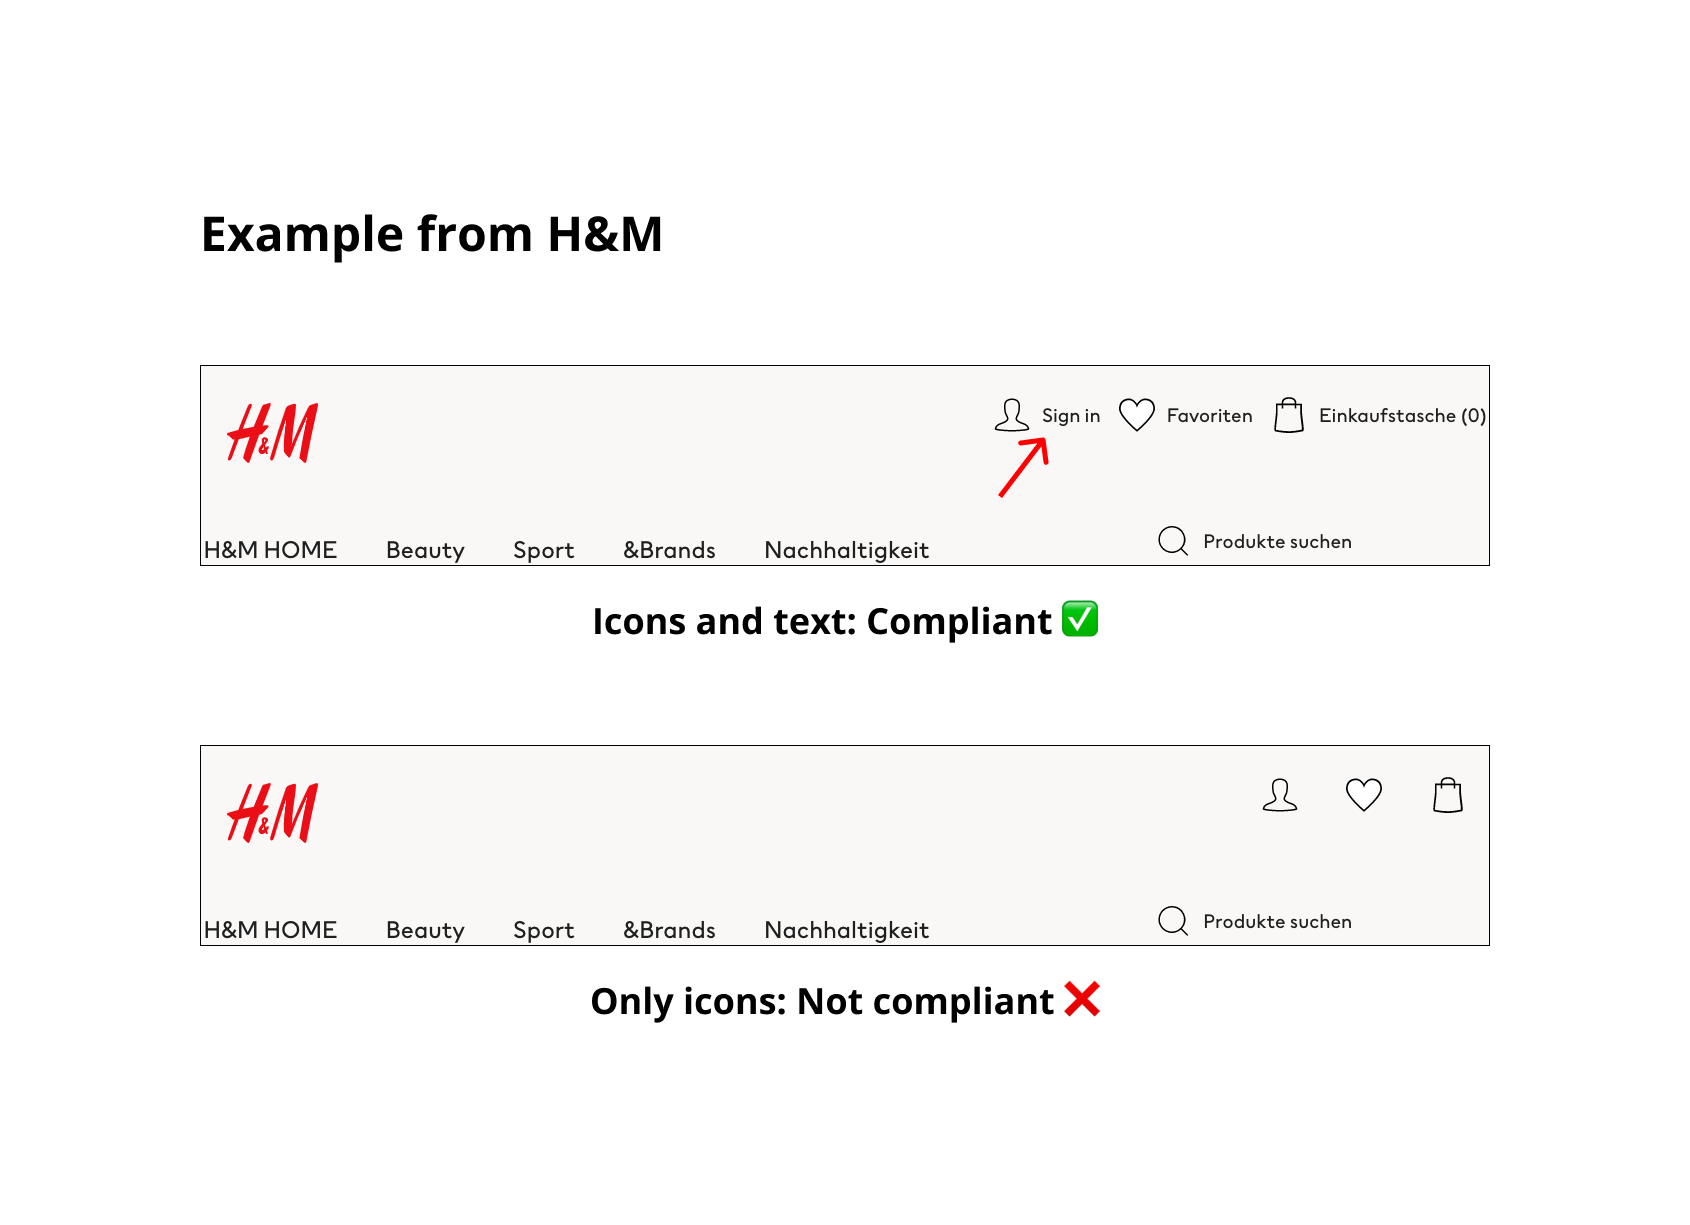 Example from H&M
H&M
Sign in Favoriten Einkaufstasche (0)
H&M HOME Beauty Sport &Brands Nachhaltigkeit Produkte suchen
Icons and text: Compliant ✅
H&M
H&M HOME Beauty Sport &Brands Nachhaltigkeit Produkte suchen
Only icons: Not compliant ❌